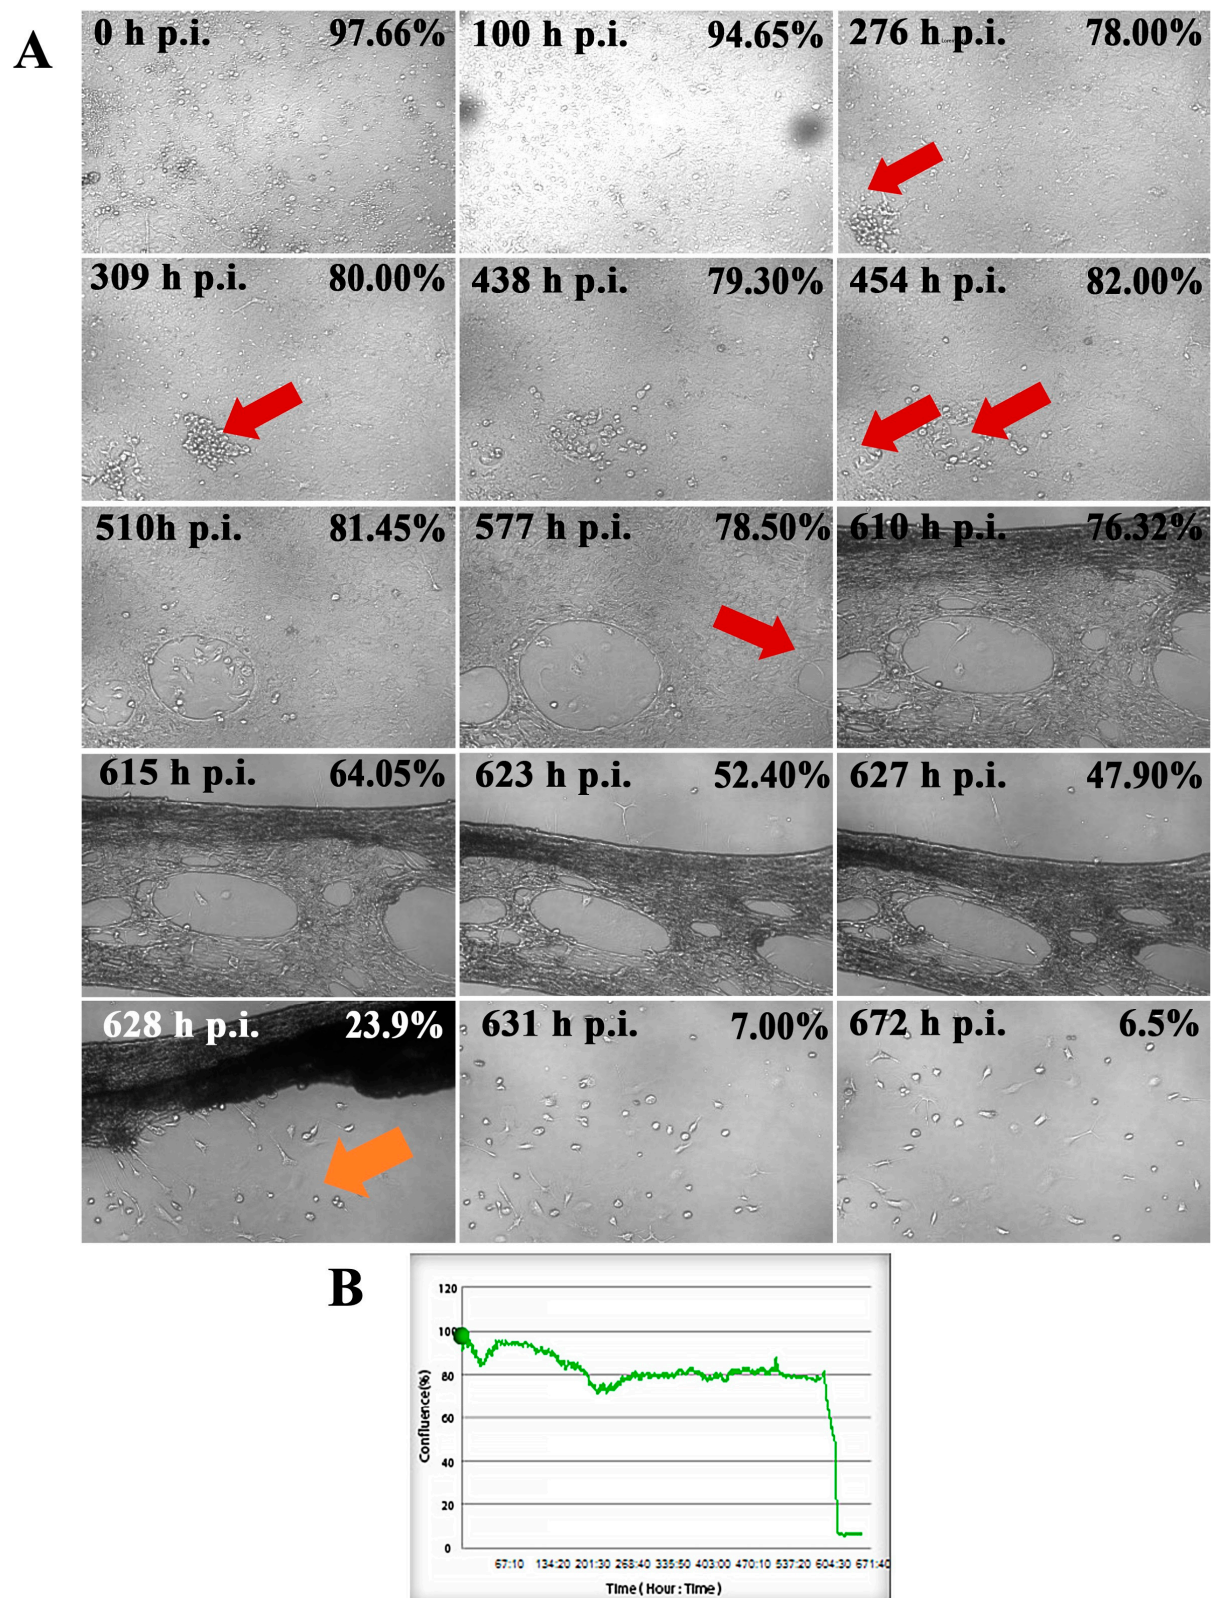 A
0 h p.i. 97.66%
100 h p.i. 94.65%
276 h p.i. 78.00%
309 h p.i. 80.00%
438 h p.i. 79.30%
454 h p.i. 82.00%
510h p.i. 81.45%
577 h p.i. 78.50%
610 h p.i. 76.32%
615 h p.i. 64.05%
623 h p.i. 52.40%
627 h p.i. 47.90%
628 h p.i. 23.9%
631 h p.i. 7.00%
672 h p.i. 6.5%
B
Confluence(%)
120
100
80
60
40
20
0
67:10 134:20 201:30 268:40 335:50 403:00 470:10 537:20 604:30 671:40
Time ( Hour : Time )